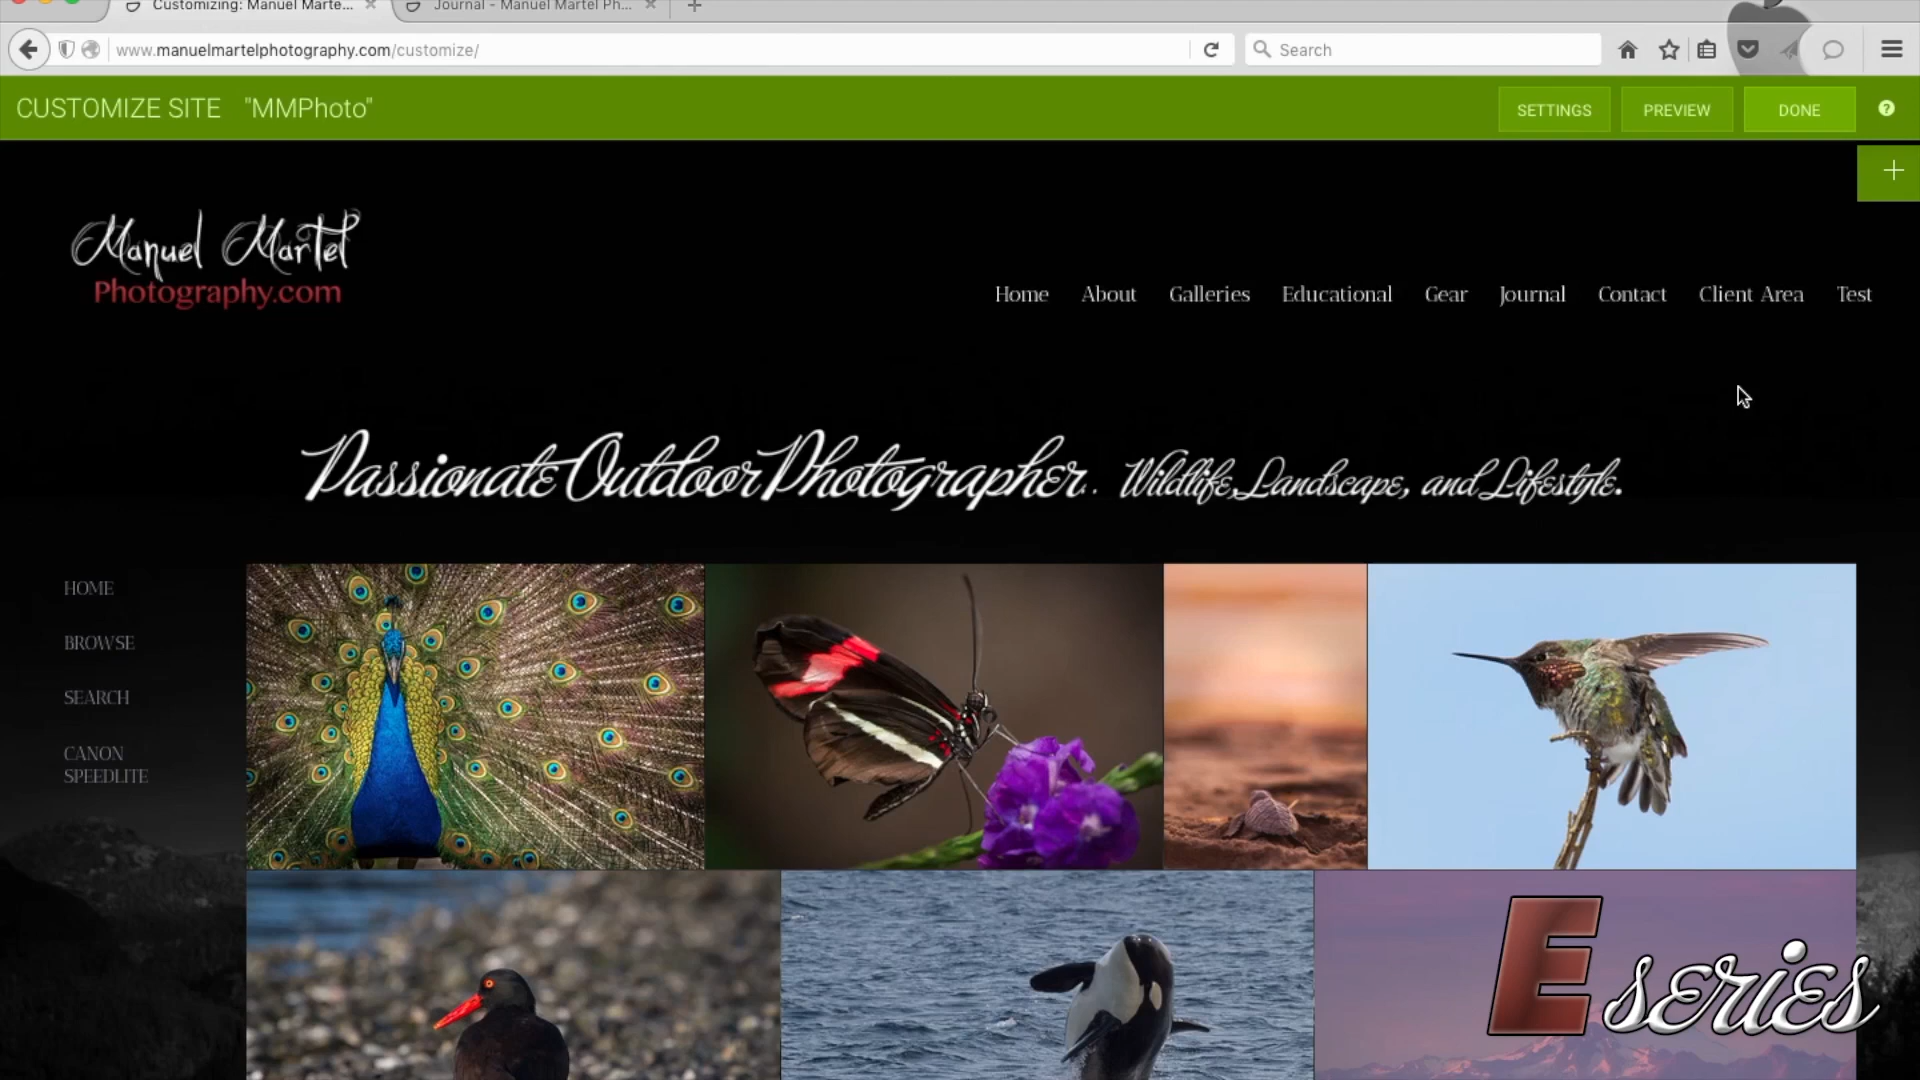 Customizing: Manuel Marte...
Journal - Manuel Martel Ph...
www.manuelmartelphotography.com/customize/
Search
CUSTOMIZE SITE "MMPhoto"
SETTINGS
PREVIEW
DONE
?
Manuel Martel
Photography.com
Home
About
Galleries
Educational
Gear
Journal
Contact
Client Area
Test
Passionate Outdoor Photographer.. Wildlife, Landscape, and Lifestyle.
HOME
BROWSE
SEARCH
CANON
SPEEDLITE
E series